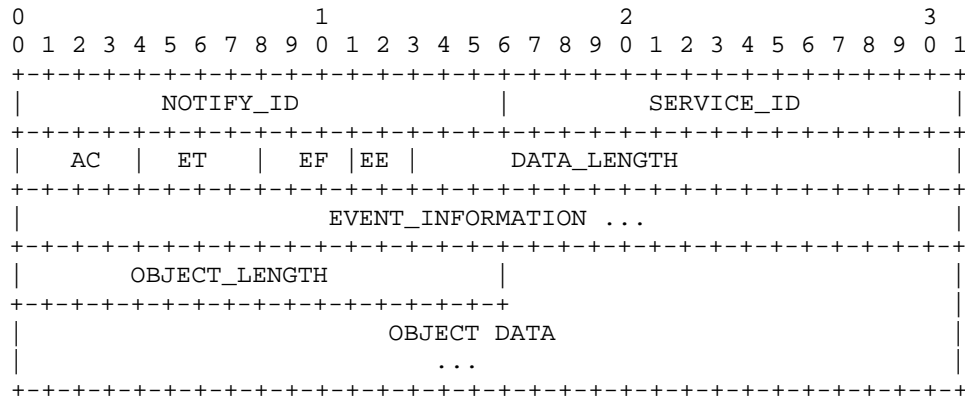 0                   1                   2                   3
0 1 2 3 4 5 6 7 8 9 0 1 2 3 4 5 6 7 8 9 0 1 2 3 4 5 6 7 8 9 0 1
+-+-+-+-+-+-+-+-+-+-+-+-+-+-+-+-+-+-+-+-+-+-+-+-+-+-+-+-+-+-+-+
|         NOTIFY_ID             |         SERVICE_ID          |
+-+-+-+-+-+-+-+-+-+-+-+-+-+-+-+-+-+-+-+-+-+-+-+-+-+-+-+-+-+-+-+
|   AC  |  ET   |  EF |EE |      DATA_LENGTH                  |
+-+-+-+-+-+-+-+-+-+-+-+-+-+-+-+-+-+-+-+-+-+-+-+-+-+-+-+-+-+-+-+
|                    EVENT_INFORMATION ...                    |
+-+-+-+-+-+-+-+-+-+-+-+-+-+-+-+-+-+-+-+-+-+-+-+-+-+-+-+-+-+-+-+
|       OBJECT_LENGTH           |                             |
+-+-+-+-+-+-+-+-+-+-+-+-+-+-+-+-+                             |
|                        OBJECT DATA                          |
|                           ...                               |
+-+-+-+-+-+-+-+-+-+-+-+-+-+-+-+-+-+-+-+-+-+-+-+-+-+-+-+-+-+-+-+